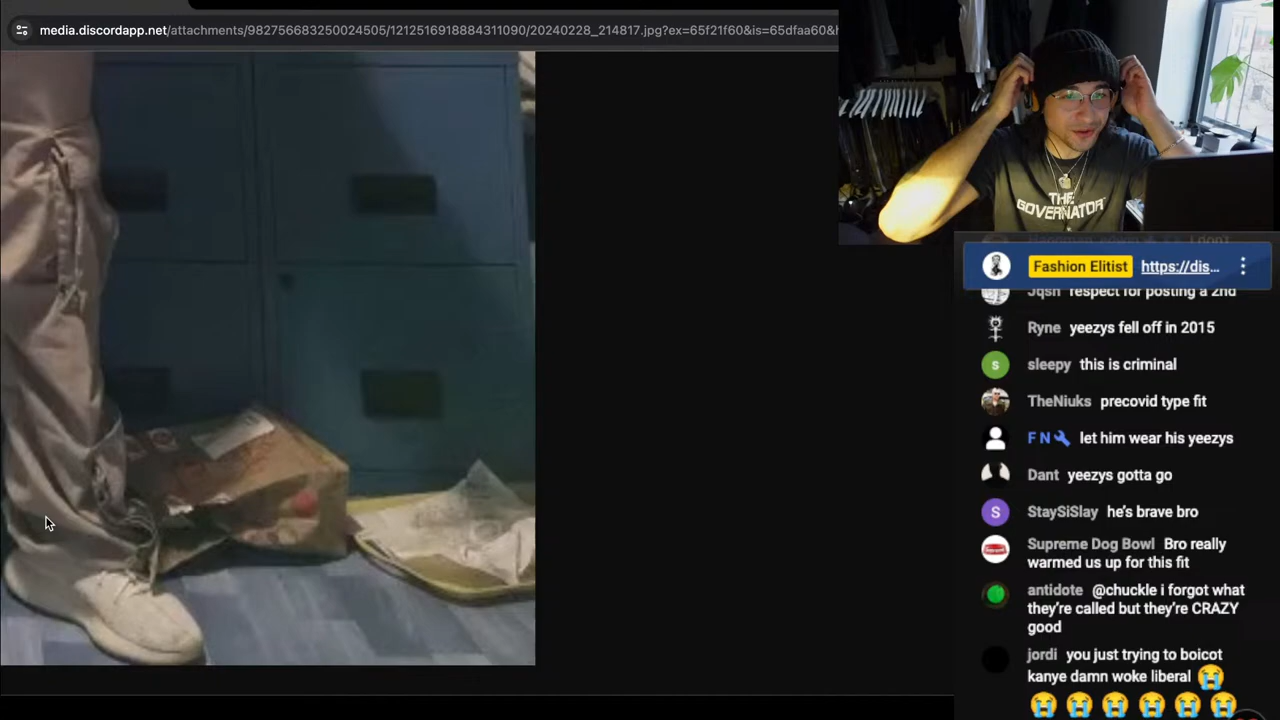 media.discordapp.net/attachments/982756683250024505/1212516918884311090/20240228_214817.jpg?ex=65f21f60&is=65dfaa60&h
THE
GOVERNATOR
Fashion Elitist https://dis...
Jqsh respect for posting a 2nd
Ryne yeezys fell off in 2015
s
sleepy this is criminal
TheNiuks precovid type fit
F N let him wear his yeezys
Dant yeezys gotta go
S
StaySiSlay he's brave bro
Supreme Dog Bowl Bro really
warmed us up for this fit
antidote @chuckle i forgot what
they're called but they're CRAZY
good
jordi you just trying to boicot
kanye damn woke liberal 😭
😭 😭 😭 😭 😭 😭